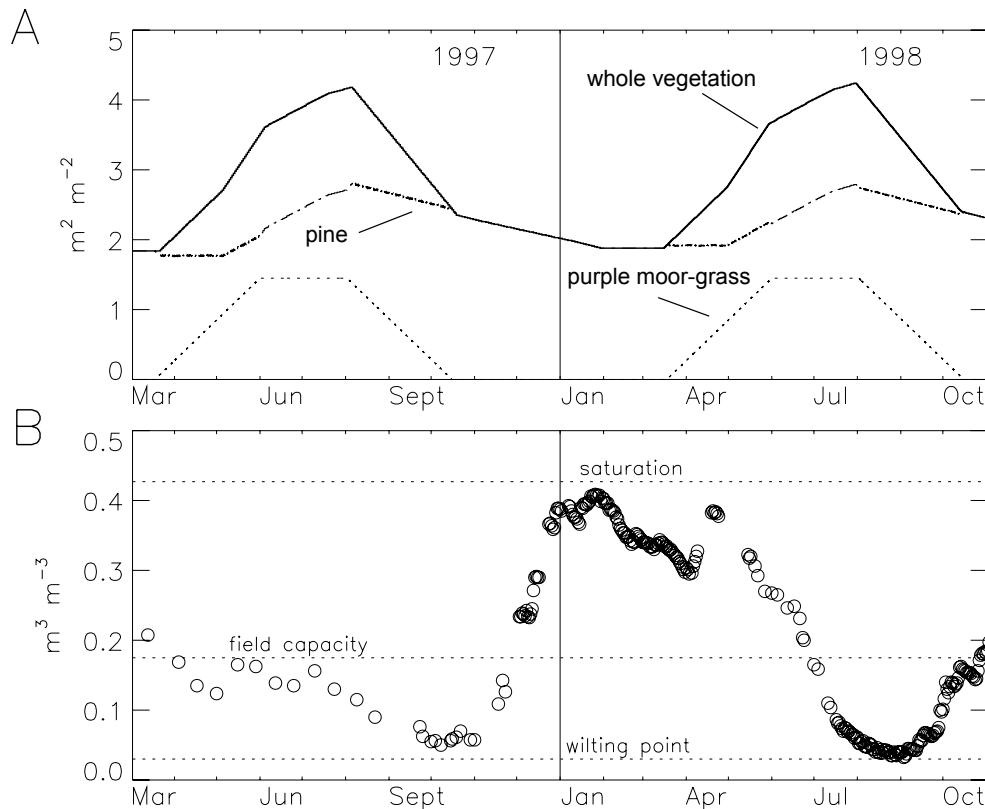 A
5
1997
1998
whole vegetation
4
3
m² m⁻²
2
pine
purple moor-grass
1
0
Mar Jun Sept Jan Apr Jul Oct
B
0.5
saturation
0.4
0.3
m³ m⁻³
0.2
field capacity
0.1
wilting point
0.0
Mar Jun Sept Jan Apr Jul Oct